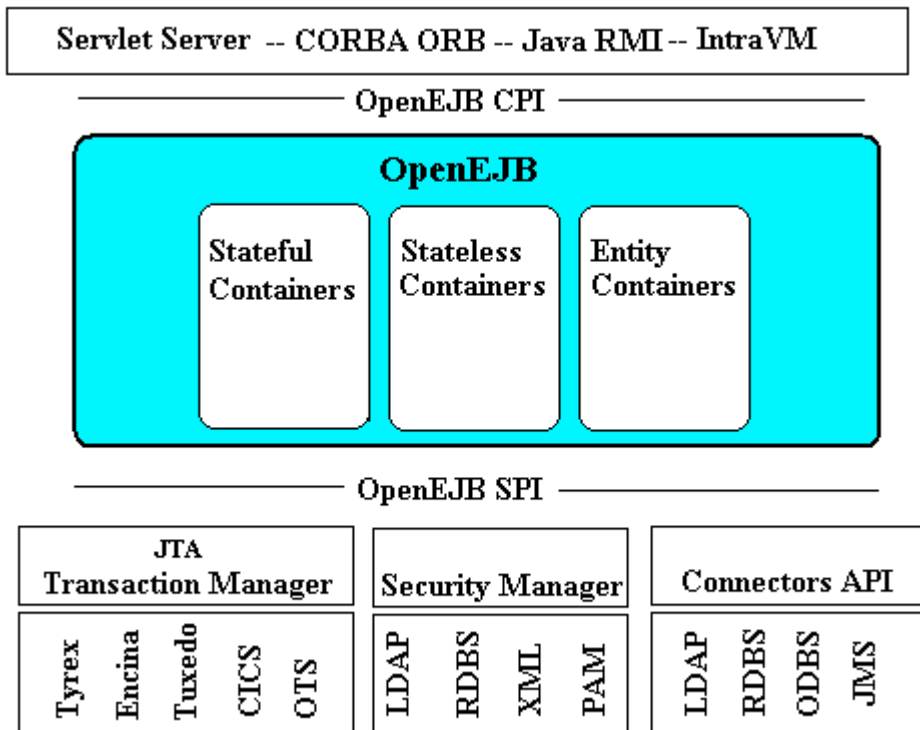 Servlet Server -- CORBA ORB -- Java RMI -- IntraVM
OpenEJB CPI
OpenEJB
Stateful
Containers
Stateless
Containers
Entity
Containers
OpenEJB SPI
JTA
Transaction Manager
Security Manager
Connectors API
Tyrex
Encina
Tuxedo
CICS
OTS
LDAP
RDBS
XML
PAM
LDAP
RDBS
ODBS
JMS